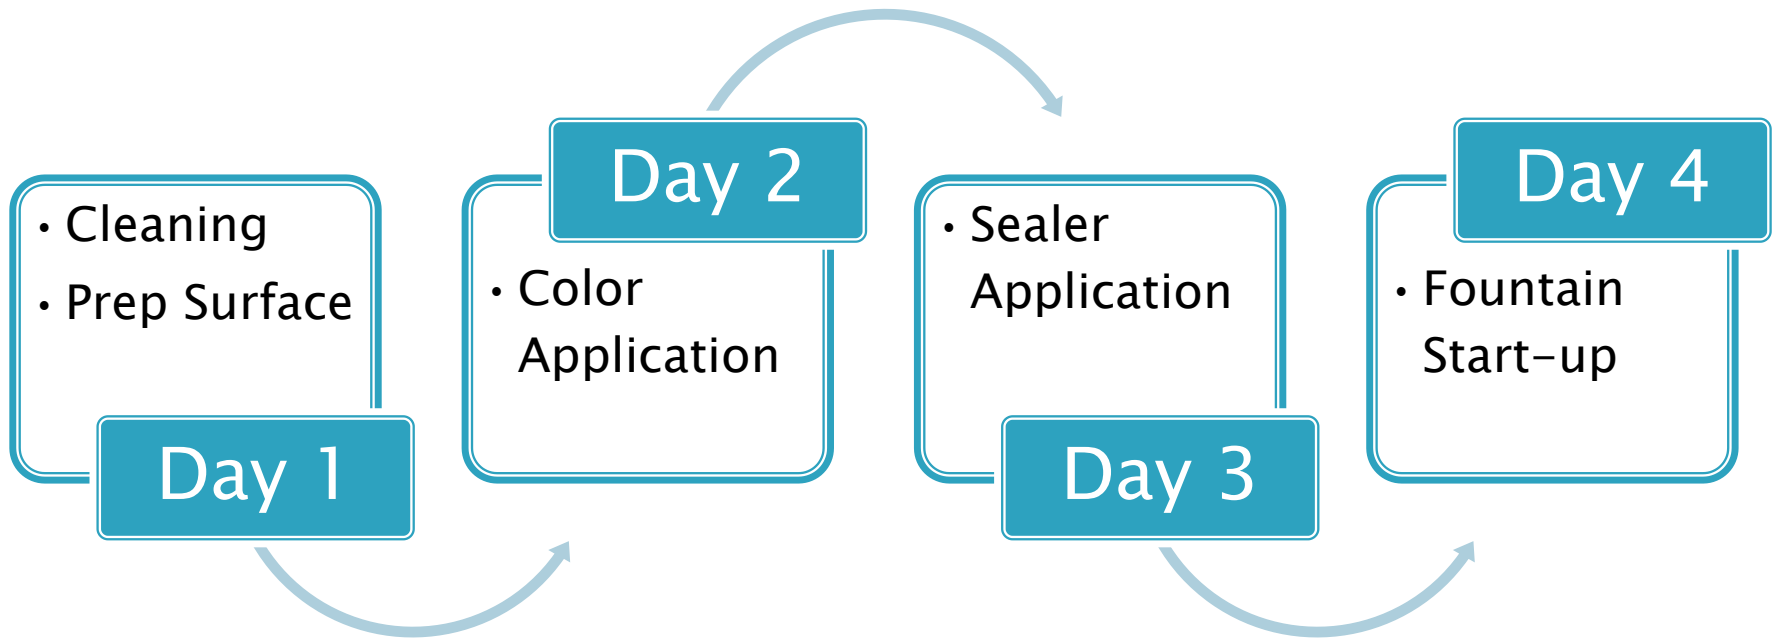 • Cleaning
• Prep Surface
Day 1
Day 2
• Color
Application
• Sealer
Application
Day 3
Day 4
• Fountain
Start-up